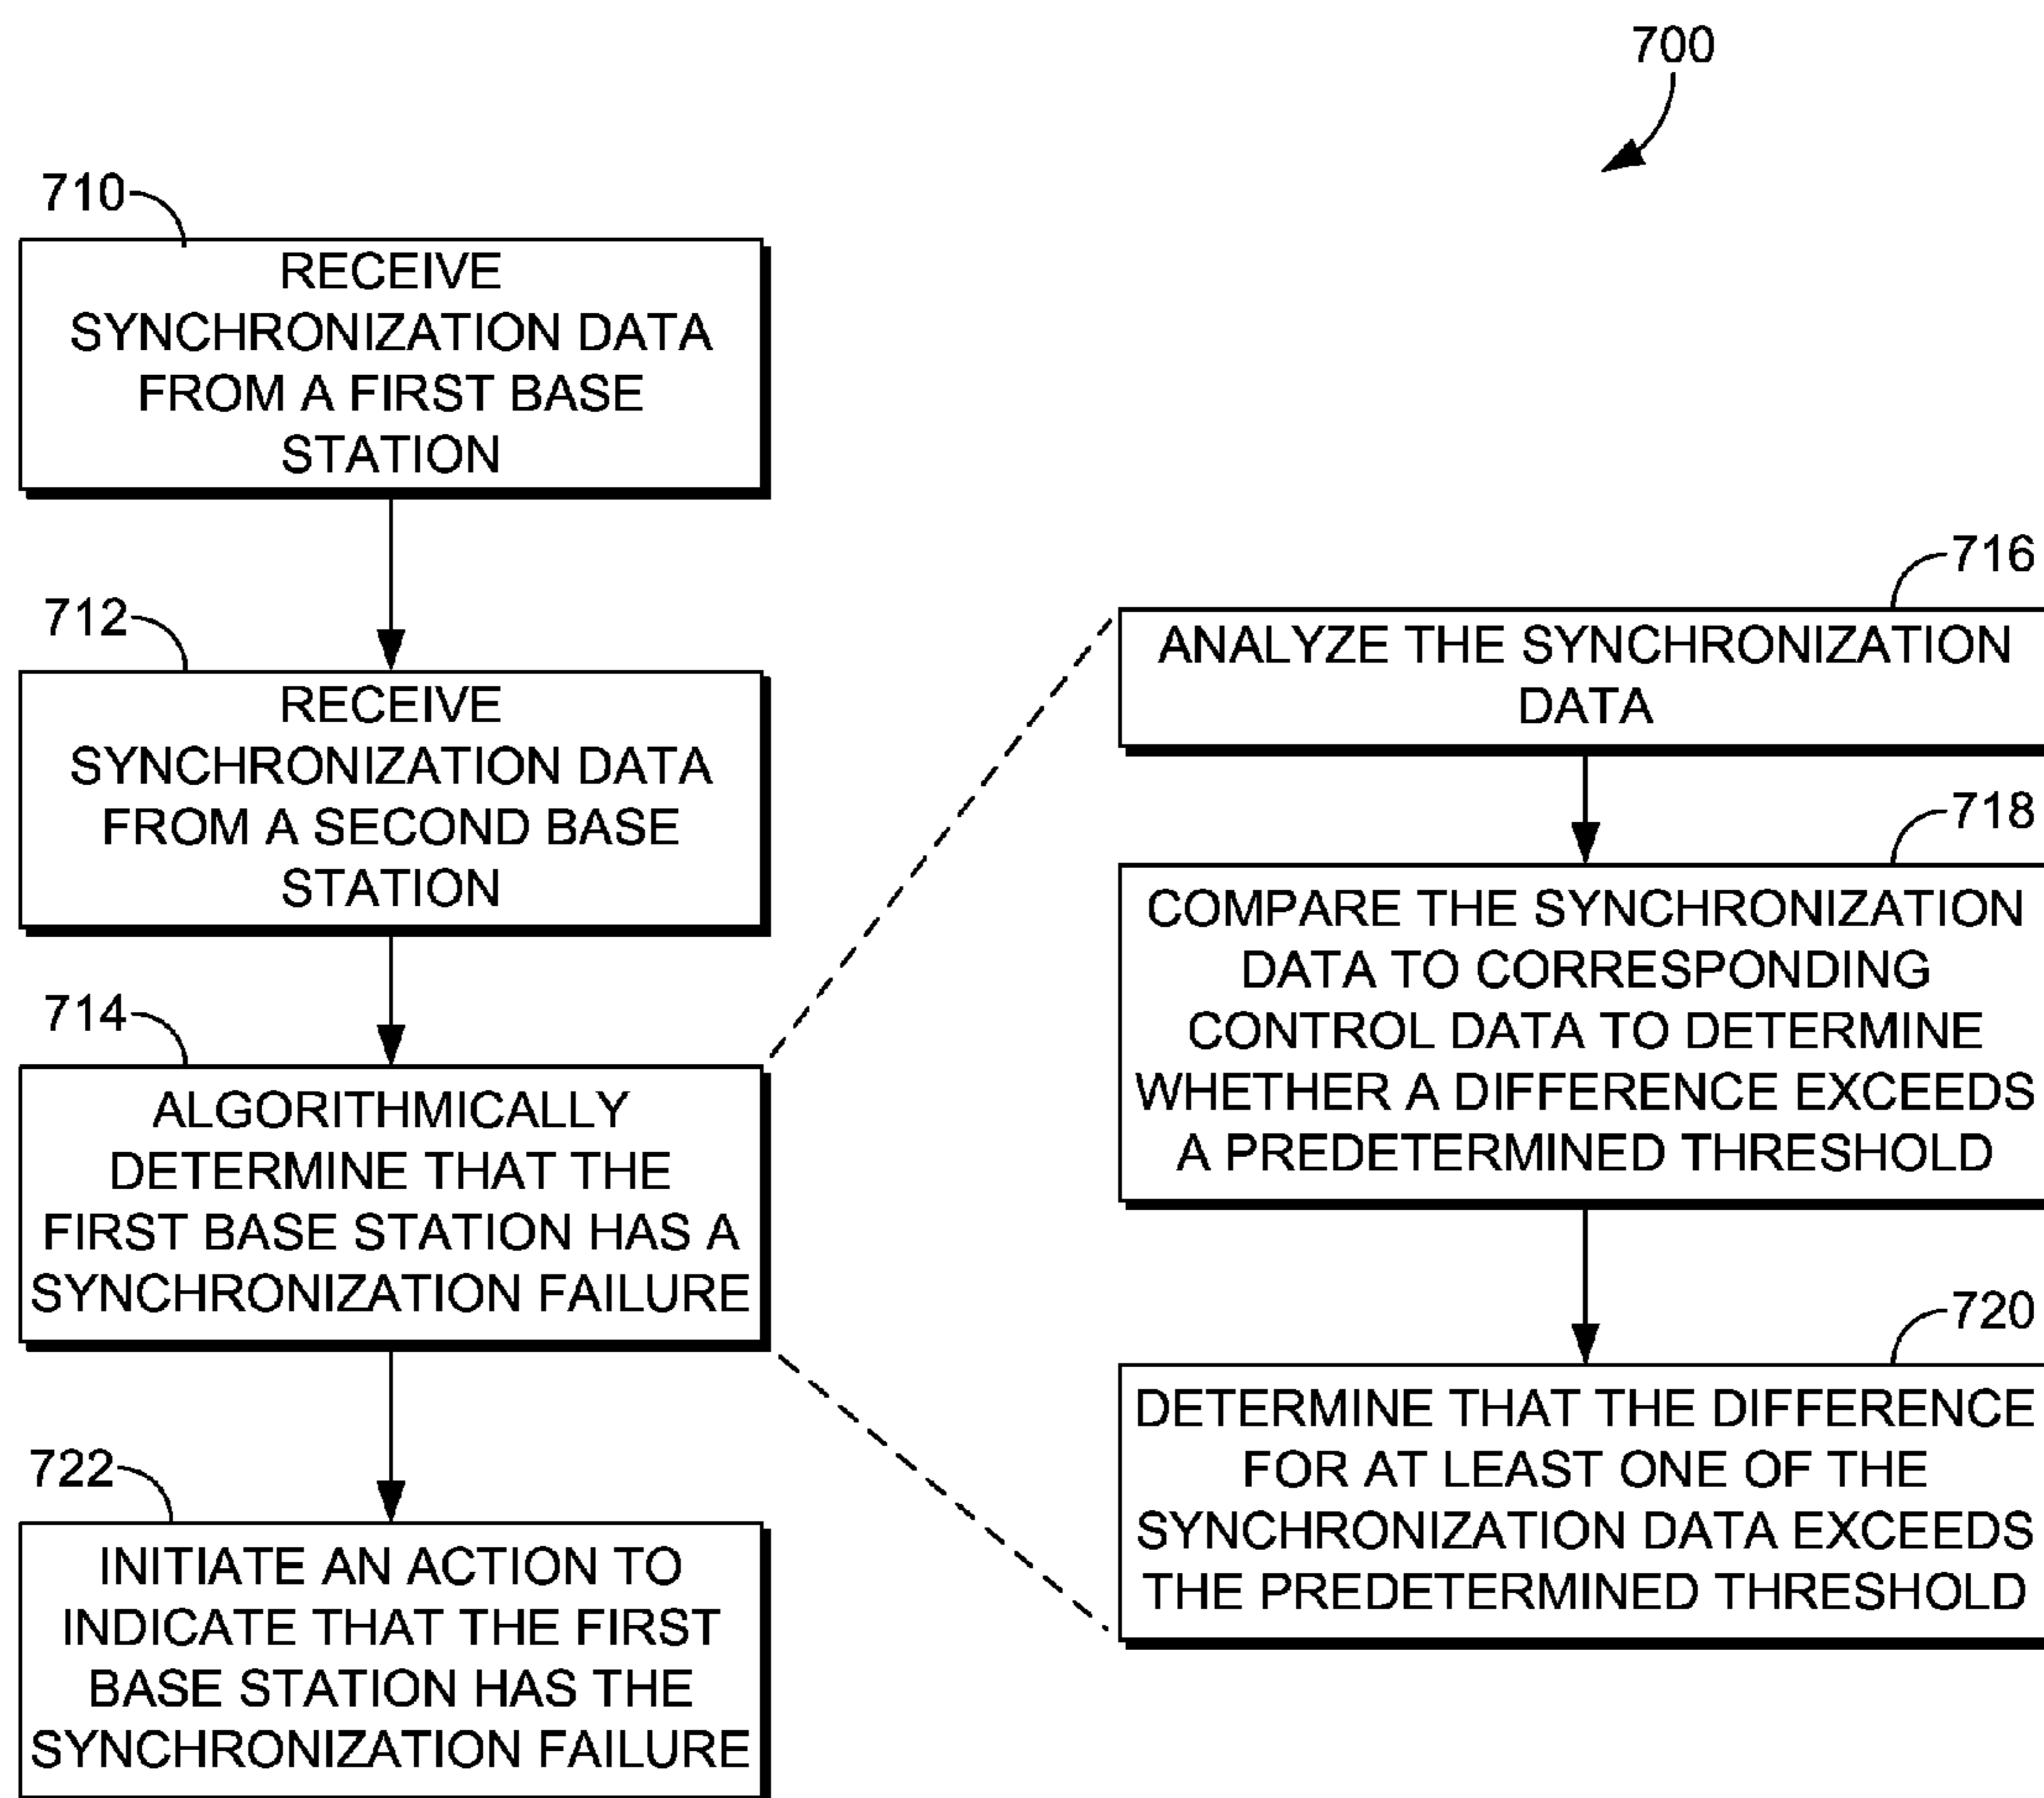 700
710
RECEIVE
SYNCHRONIZATION DATA
FROM A FIRST BASE
STATION
712
RECEIVE
SYNCHRONIZATION DATA
FROM A SECOND BASE
STATION
714
ALGORITHMICALLY
DETERMINE THAT THE
FIRST BASE STATION HAS A
SYNCHRONIZATION FAILURE
716
ANALYZE THE SYNCHRONIZATION
DATA
718
COMPARE THE SYNCHRONIZATION
DATA TO CORRESPONDING
CONTROL DATA TO DETERMINE
WHETHER A DIFFERENCE EXCEEDS
A PREDETERMINED THRESHOLD
720
DETERMINE THAT THE DIFFERENCE
FOR AT LEAST ONE OF THE
SYNCHRONIZATION DATA EXCEEDS
THE PREDETERMINED THRESHOLD
722
INITIATE AN ACTION TO
INDICATE THAT THE FIRST
BASE STATION HAS THE
SYNCHRONIZATION FAILURE